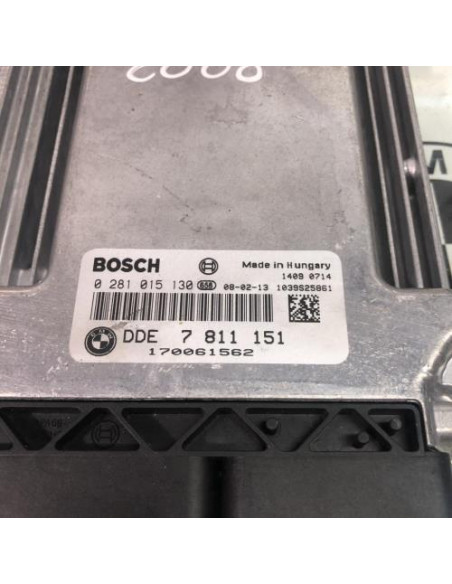 8002
BOSCH Made in Hungary
1409 0714
0 281 015 130 08-02-13 1039S25861
DDE 7 811 151
170061562
M